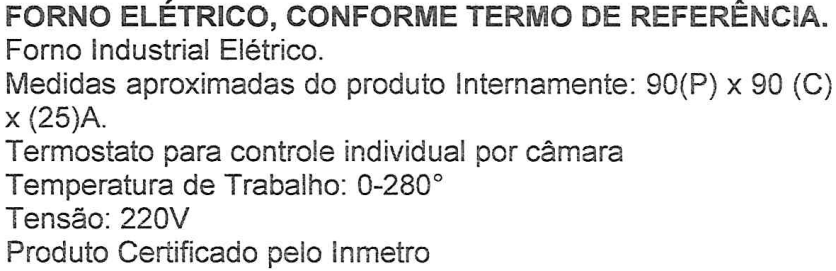 FORNO ELÉTRICO, CONFORME TERMO DE REFERÊNCIA.
Forno Industrial Elétrico.
Medidas aproximadas do produto Internamente: 90(P) x 90 (C)
x (25)A.
Termostato para controle individual por câmara
Temperatura de Trabalho: 0-280°
Tensão: 220V
Produto Certificado pelo Inmetro